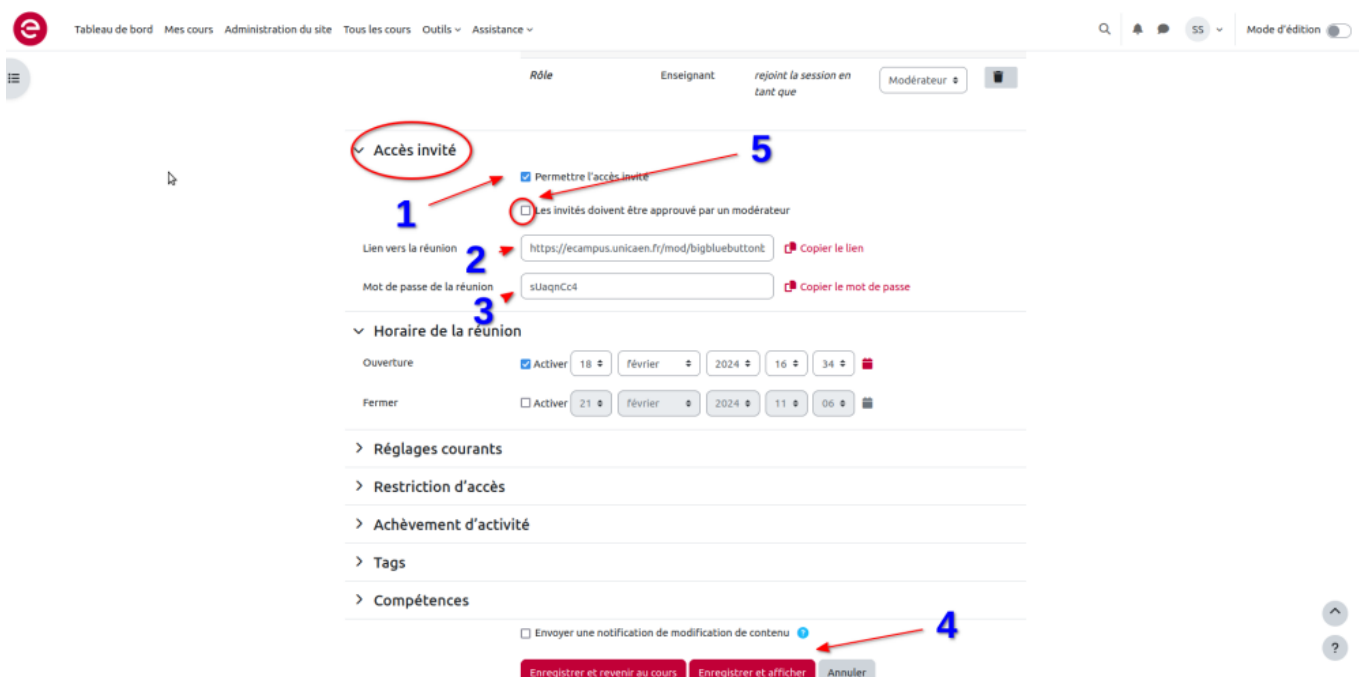 e Tableau de bord Mes cours Administration du site Tous les cours Outils Assistance SS Mode d'édition
Rôle Enseignant rejoint la session en tant que Modérateur
Accès invité
5
Permettre l'accès invité
1
Les invités doivent être approuvé par un modérateur
Lien vers la réunion 2 https://ecampus.unicaen.fr/mod/bigbluebuttonb Copier le lien
Mot de passe de la réunion sUaqnCc4 Copier le mot de passe
3
Horaire de la réunion
Ouverture Activer 18 février 2024 16 34
Fermer Activer 21 février 2024 11 06
Réglages courants
Restriction d'accès
Achèvement d'activité
Tags
Compétences
4
Envoyer une notification de modification de contenu ?
?
Enregistrer et revenir au cours Enregistrer et afficher Annuler